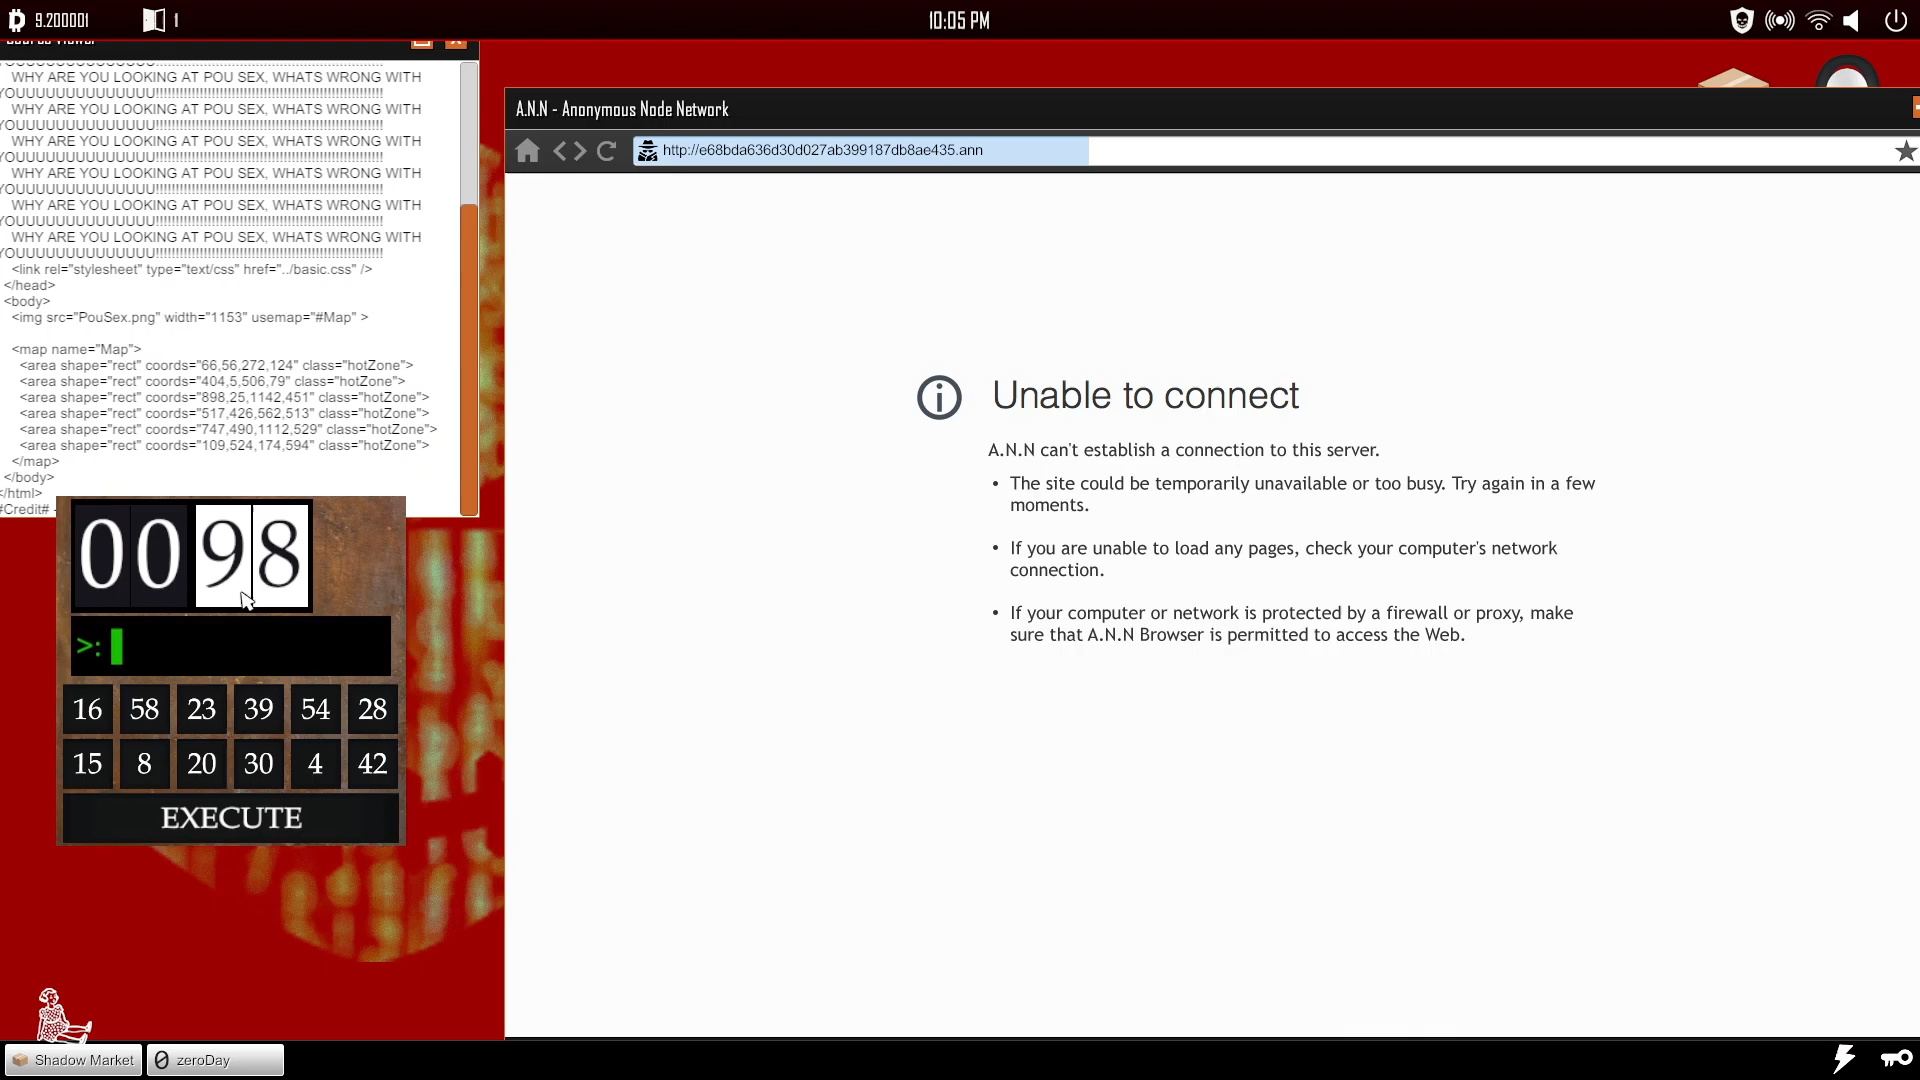 9.200001
1
10:05 PM
YOUUUUUUUUUUUUUU!!!!!!!!!!!!!!!!!!!!!!!!!!!!!!!!!!!!!!!!!!!!!!!!!!!!!!!!!
WHY ARE YOU LOOKING AT POU SEX, WHATS WRONG WITH
YOUUUUUUUUUUUUUU!!!!!!!!!!!!!!!!!!!!!!!!!!!!!!!!!!!!!!!!!!!!!!!!!!!!!!!!!
WHY ARE YOU LOOKING AT POU SEX, WHATS WRONG WITH
YOUUUUUUUUUUUUUU!!!!!!!!!!!!!!!!!!!!!!!!!!!!!!!!!!!!!!!!!!!!!!!!!!!!!!!!!
WHY ARE YOU LOOKING AT POU SEX, WHATS WRONG WITH
YOUUUUUUUUUUUUUU!!!!!!!!!!!!!!!!!!!!!!!!!!!!!!!!!!!!!!!!!!!!!!!!!!!!!!!!!
WHY ARE YOU LOOKING AT POU SEX, WHATS WRONG WITH
YOUUUUUUUUUUUUUU!!!!!!!!!!!!!!!!!!!!!!!!!!!!!!!!!!!!!!!!!!!!!!!!!!!!!!!!!
WHY ARE YOU LOOKING AT POU SEX, WHATS WRONG WITH
YOUUUUUUUUUUUUUU!!!!!!!!!!!!!!!!!!!!!!!!!!!!!!!!!!!!!!!!!!!!!!!!!!!!!!!!!
WHY ARE YOU LOOKING AT POU SEX, WHATS WRONG WITH
YOUUUUUUUUUUUUUU!!!!!!!!!!!!!!!!!!!!!!!!!!!!!!!!!!!!!!!!!!!!!!!!!!!!!!!!!
<link rel="stylesheet" type="text/css" href="../basic.css" />
</head>
<body>
<img src="PouSex.png" width="1153" usemap="#Map" >
<map name="Map">
<area shape="rect" coords="66,56,272,124" class="hotZone">
<area shape="rect" coords="404,5,506,79" class="hotZone">
<area shape="rect" coords="898,25,1142,451" class="hotZone">
<area shape="rect" coords="517,426,562,513" class="hotZone">
<area shape="rect" coords="747,490,1112,529" class="hotZone">
<area shape="rect" coords="109,524,174,594" class="hotZone">
</map>
</body>
</html>
#Credit# -
0098
>:
16 58 23 39 54 28
15 8 20 30 4 42
EXECUTE
A.N.N - Anonymous Node Network
http://e68bda636d30d027ab399187db8ae435.ann
Unable to connect
A.N.N can't establish a connection to this server.
• The site could be temporarily unavailable or too busy. Try again in a few
moments.
• If you are unable to load any pages, check your computer's network
connection.
• If your computer or network is protected by a firewall or proxy, make
sure that A.N.N Browser is permitted to access the Web.
Shadow Market
zeroDay